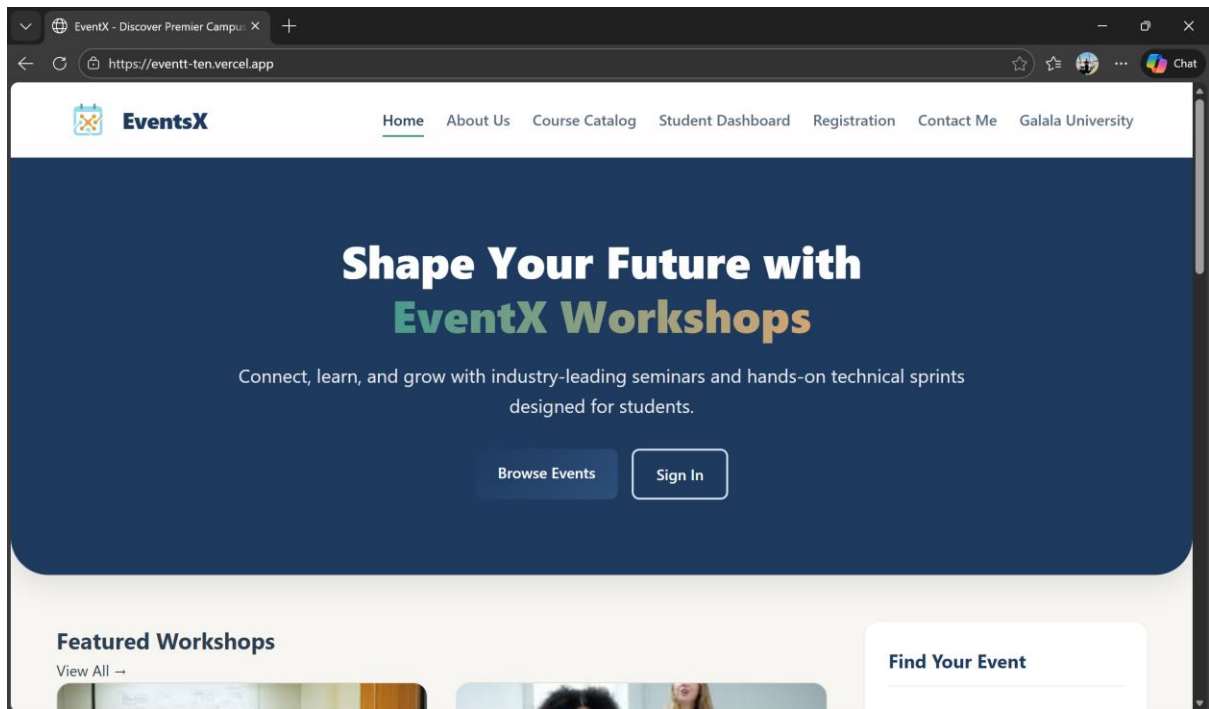 EventX - Discover Premier Campu
https://eventt-ten.vercel.app
Chat
EventsX
Home About Us Course Catalog Student Dashboard Registration Contact Me Galala University
Shape Your Future with
EventX Workshops
Connect, learn, and grow with industry-leading seminars and hands-on technical sprints
designed for students.
Browse Events Sign In
Featured Workshops
View All →
Find Your Event